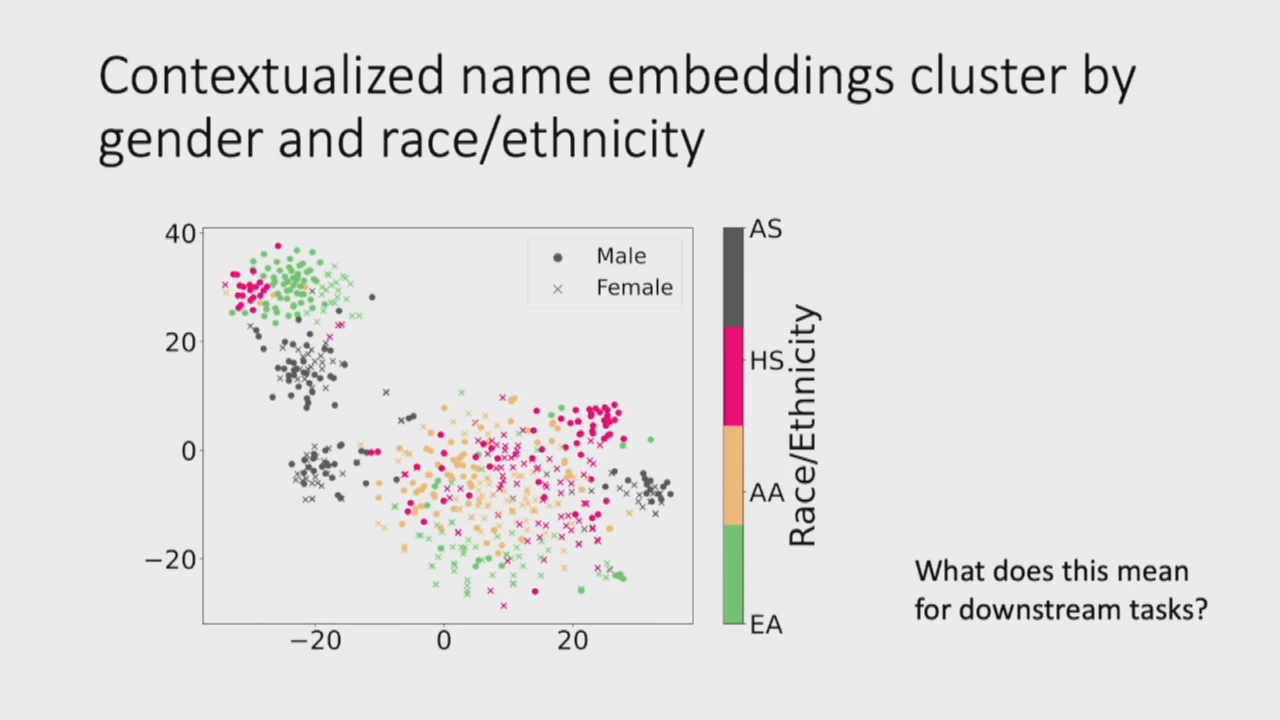 Contextualized name embeddings cluster by
gender and race/ethnicity
40
20
0
−20
−20
0
20
Male
Female
AS
HS
AA
EA
Race/Ethnicity
What does this mean
for downstream tasks?